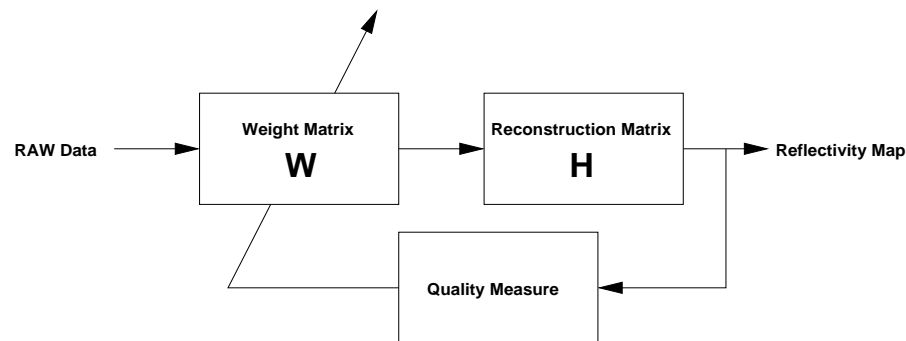 RAW Data
Weight Matrix
W
Reconstruction Matrix
H
Reflectivity Map
Quality Measure